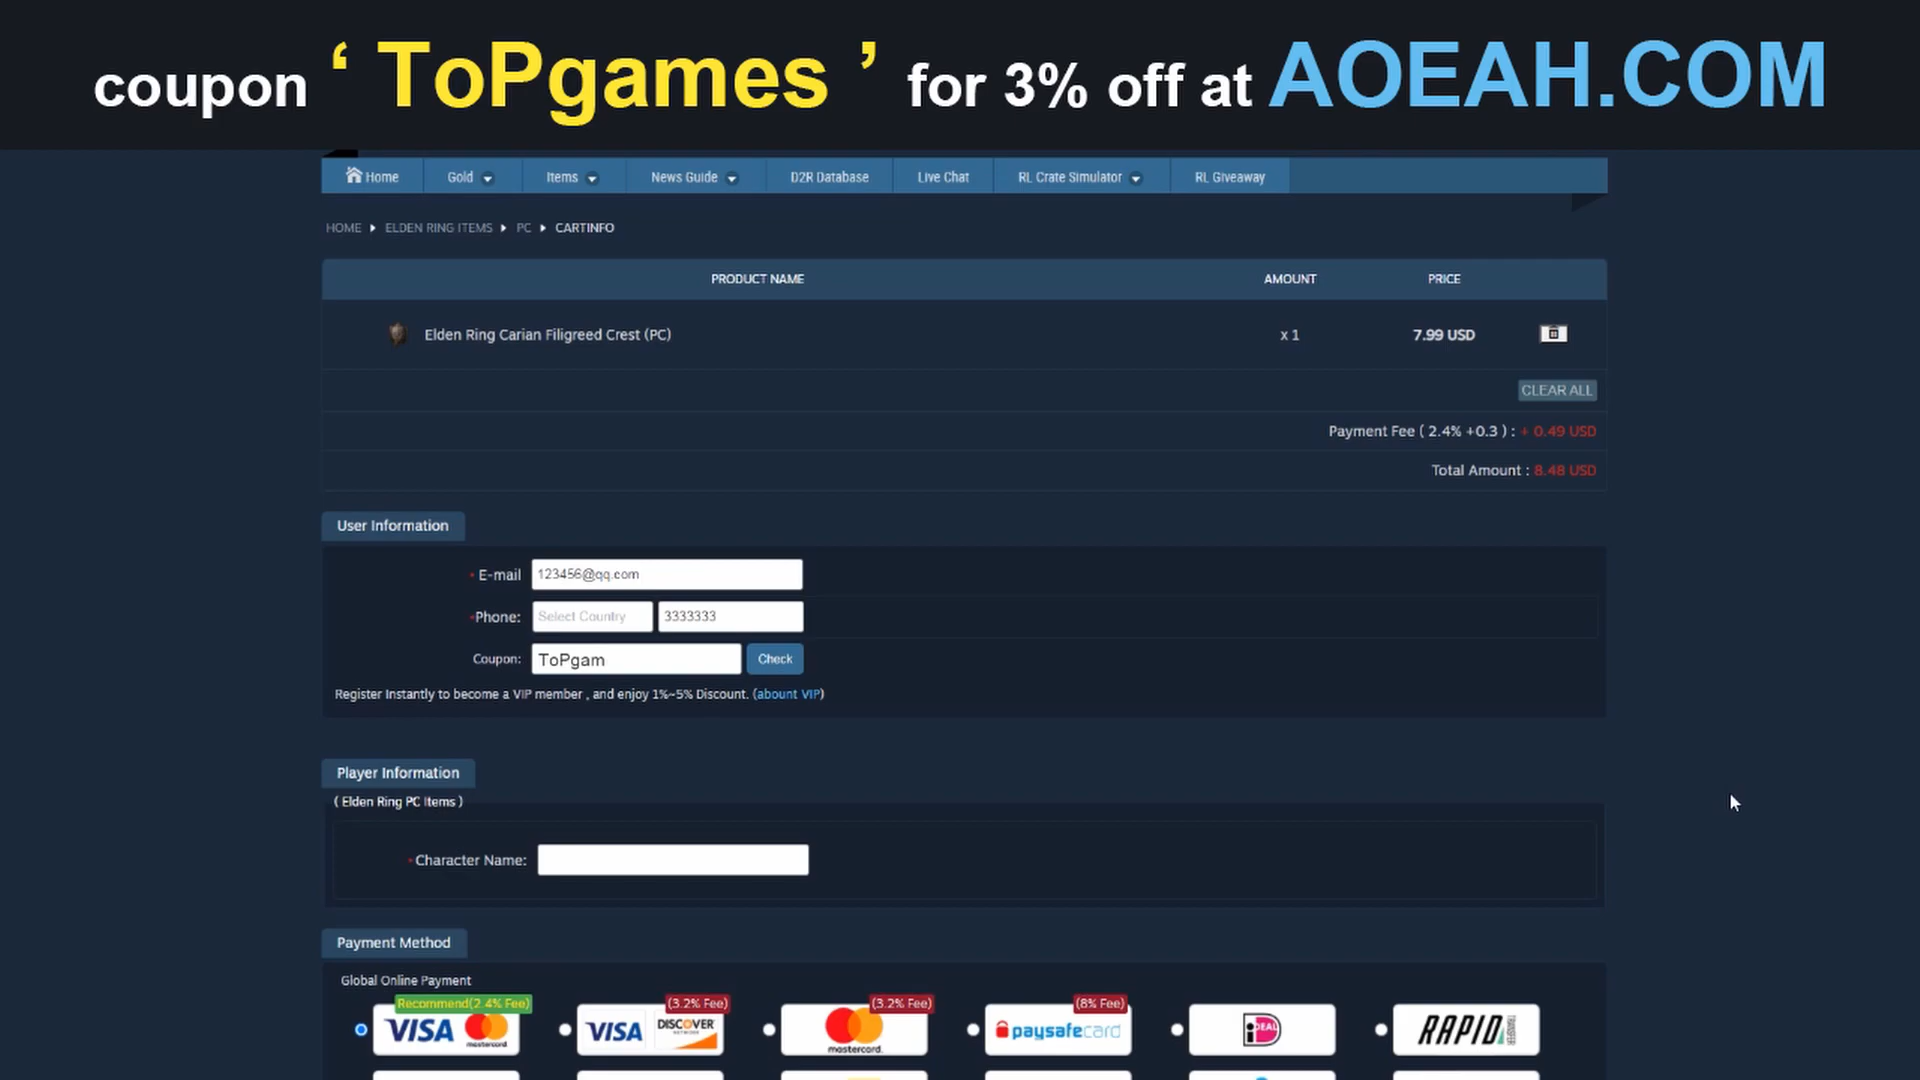 coupon ‘ ToPgames ’ for 3% off at AOEAH.COM
Home Gold Items News Guide D2R Database Live Chat RL Crate Simulator RL Giveaway
HOME ELDEN RING ITEMS PC CARTINFO
PRODUCT NAME AMOUNT PRICE
Elden Ring Carian Filigreed Crest (PC) x 1 7.99 USD
CLEAR ALL
Payment Fee ( 2.4% +0.3 ) : + 0.49 USD
Total Amount : 8.48 USD
User Information
* E-mail 123456@qq.com
*Phone: Select Country 3333333
Coupon: ToPgam Check
Register Instantly to become a VIP member , and enjoy 1%~5% Discount. (abount VIP)
Player Information
( Elden Ring PC Items )
*Character Name:
Payment Method
Global Online Payment
Recommend(2.4% Fee) (3.2% Fee) (3.2% Fee) (8% Fee)
VISA mastercard VISA DISCOVER NETWORK mastercard. paysafecard iDEAL RAPID TRANSFER